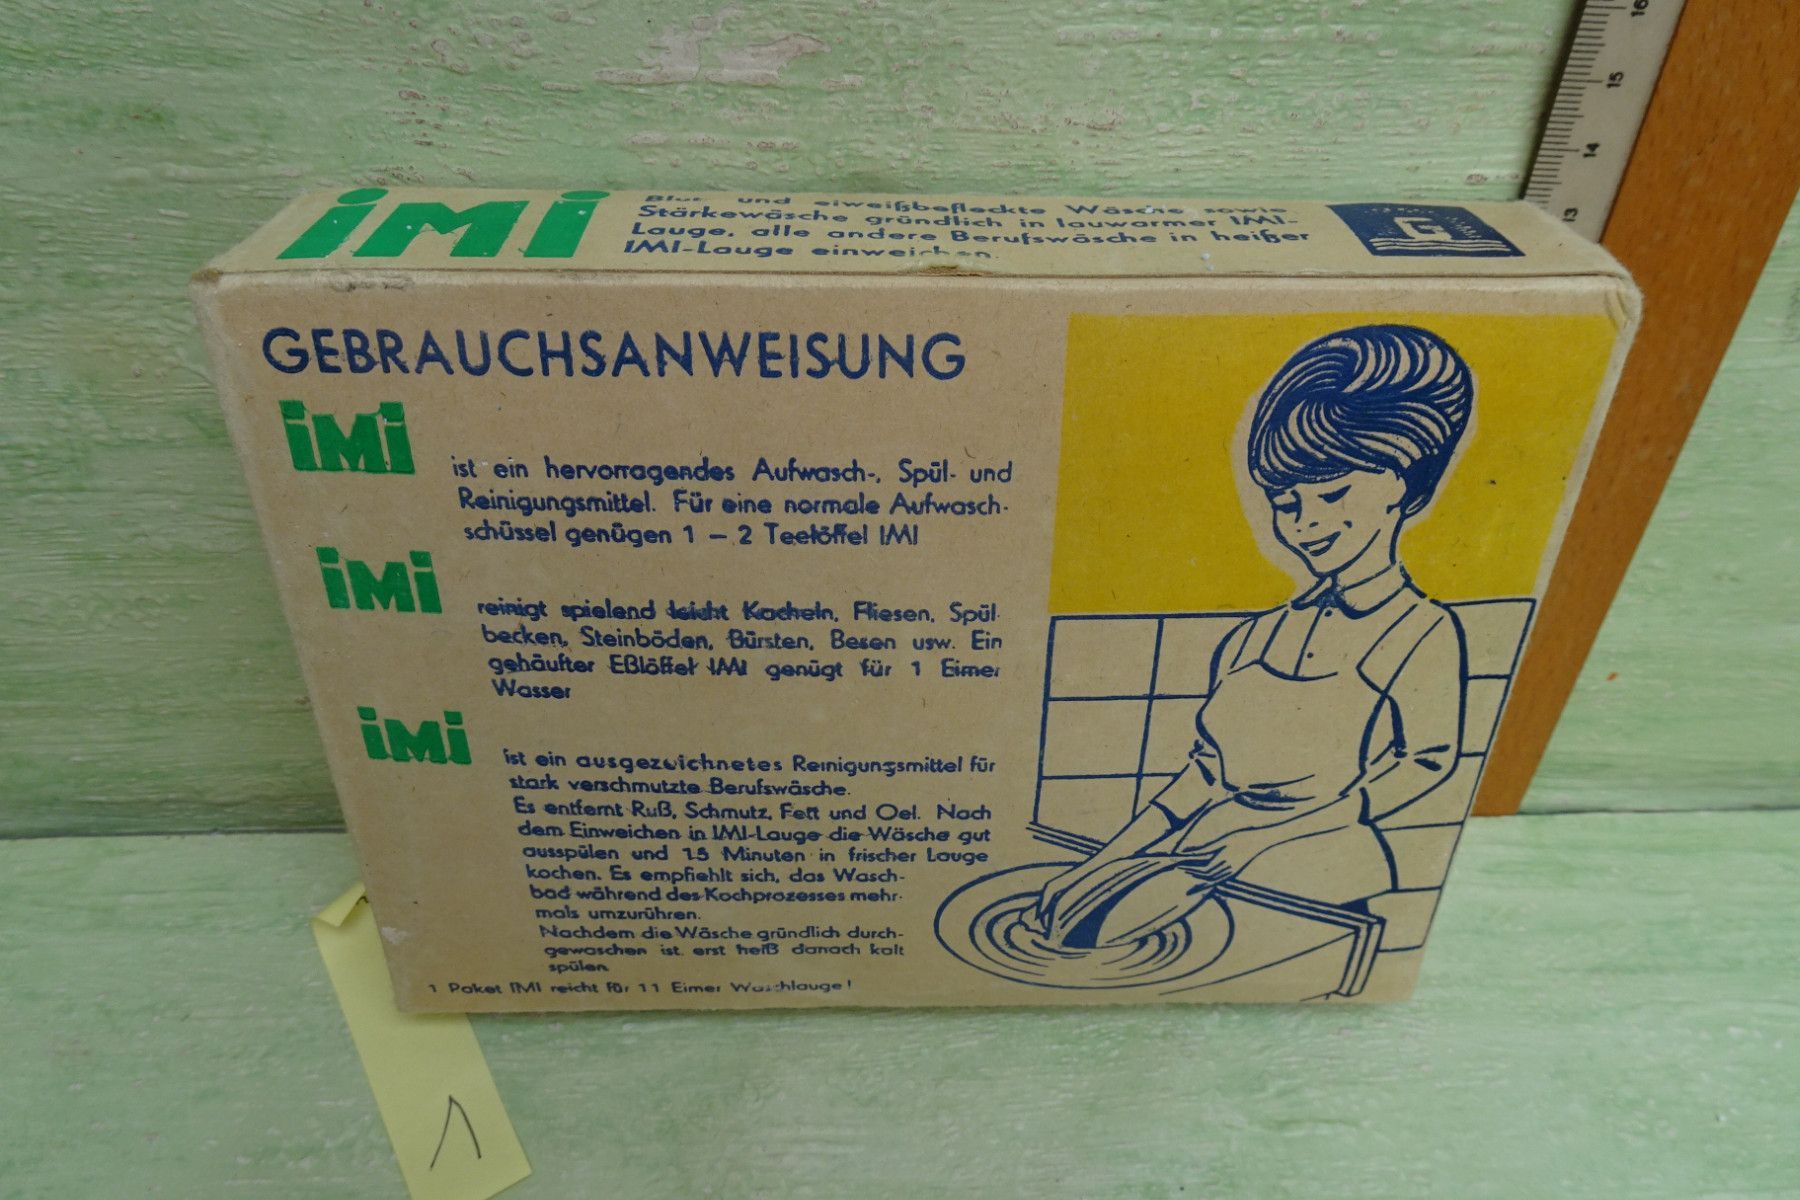 iMi
Blut- und eiweißbefleckte Wäsche sowie
Stärkewäsche gründlich in lauwarmer IMI-
Lauge, alle andere Berufswäsche in heißer
IMI-Lauge einweichen.
G
GEBRAUCHSANWEISUNG
iMi
ist ein hervorragendes Aufwasch-, Spül- und
Reinigungsmittel. Für eine normale Aufwasch-
schüssel genügen 1 – 2 Teelöffel IMI
iMi
reinigt spielend leicht Kacheln, Fliesen, Spül-
becken, Steinböden, Bürsten, Besen usw. Ein
gehäufter Eßlöffel IMI genügt für 1 Eimer
Wasser
iMi
ist ein ausgezeichnetes Reinigungsmittel für
stark verschmutzte Berufswäsche.
Es entfernt Ruß, Schmutz, Fett und Oel. Nach
dem Einweichen in IMI-Lauge die Wäsche gut
ausspülen und 15 Minuten in frischer Lauge
kochen. Es empfiehlt sich, das Wasch-
bad während des Kochprozesses mehr-
mals umzurühren.
Nachdem die Wäsche gründlich durch-
gewaschen ist, erst heiß danach kalt
spülen
1 Paket IMI reicht für 11 Eimer Waschlauge!
16
15
14
13
1